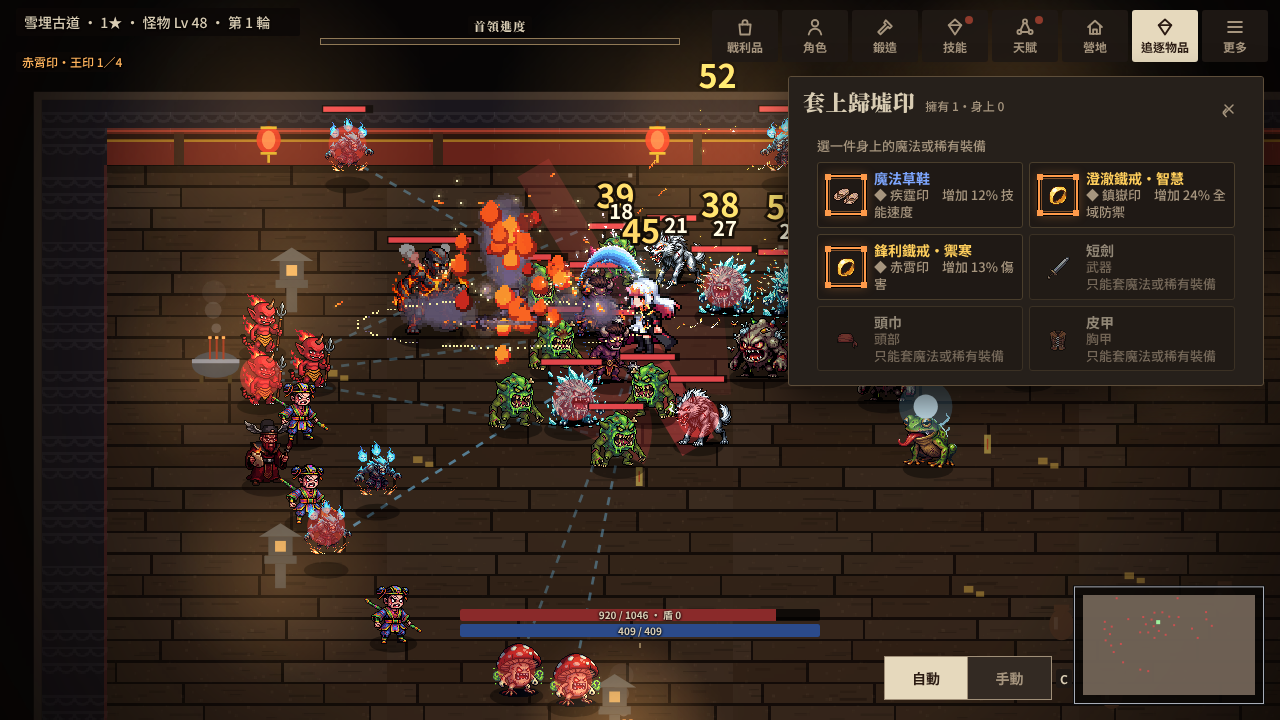 雪埋古道 • 1★ • 怪物 Lv 48 • 第 1 輪
赤霄印・王印 1／4
首領進度
戰利品
角色
鍛造
技能
天賦
營地
追逐物品
更多
52
套上歸墟印
擁有 1・身上 0
選一件身上的魔法或稀有裝備
魔法草鞋
◆ 疾霆印 增加 12% 技
能速度
澄澈鐵戒・智慧
◆ 鎮獄印 增加 24% 全
域防禦
鋒利鐵戒・禦寒
◆ 赤霄印 增加 13% 傷
害
短劍
武器
只能套魔法或稀有裝備
頭巾
頭部
只能套魔法或稀有裝備
皮甲
胸甲
只能套魔法或稀有裝備
39
18
45
21
38
27
920 / 1046 • 盾 0
409 / 409
自動
手動
C